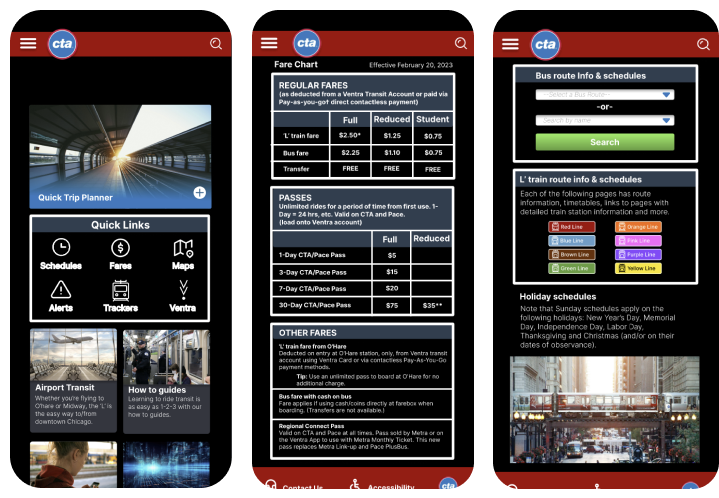 cta
Quick Trip Planner
Quick Links
Schedules
Fares
Maps
Alerts
Trackers
Ventra
Airport Transit
Whether you're flying to
O'hare or Midway, the 'L' is
the easy way to/from
downtown Chicago.
How to guides
Learning to ride transit is
as easy as 1-2-3 with our
how to guides.
cta
Fare Chart
Effective February 20, 2023
REGULAR FARES
(as deducted from a Ventra Transit Account or paid via
Pay-as-you-go† direct contactless payment)
Full Reduced Student
'L' train fare $2.50* $1.25 $0.75
Bus fare $2.25 $1.10 $0.75
Transfer FREE FREE FREE
PASSES
Unlimited rides for a period of time from first use. 1-
Day = 24 hrs, etc. Valid on CTA and Pace.
(load onto Ventra account)
Full Reduced
1-Day CTA/Pace Pass $5
3-Day CTA/Pace Pass $15
7-Day CTA/Pace Pass $20
30-Day CTA/Pace Pass $75 $35**
OTHER FARES
'L' train fare from O'Hare
Deducted on entry at O'Hare station, only, from Ventra transit
account using Ventra Card or via contactless Pay-As-You-Go
payment methods.
Tip: Use an unlimited pass to board at O'Hare for no
additional charge.
Bus fare with cash on bus
Fare applies if using cash/coins directly at farebox when
boarding. (Transfers are not available.)
Regional Connect Pass
Valid on CTA and Pace at all times. Pass sold by Metra or on
the Ventra App to use with Metra Monthly Ticket. This new
pass replaces Metra Link-up and Pace PlusBus.
Contact Us
Accessibility
cta
cta
Bus route Info & schedules
--Select a Bus Route--
-or-
Search by name
Search
L' train route info & schedules
Each of the following pages has route
information, timetables, links to pages with
detailed train station information and more.
Red Line
Orange Line
Blue Line
Pink Line
Brown Line
Purple Line
Green Line
Yellow Line
Holiday schedules
Note that Sunday schedules apply on the
following holidays: New Year's Day, Memorial
Day, Independence Day, Labor Day,
Thanksgiving and Christmas (and/or on their
dates of observance).
cta